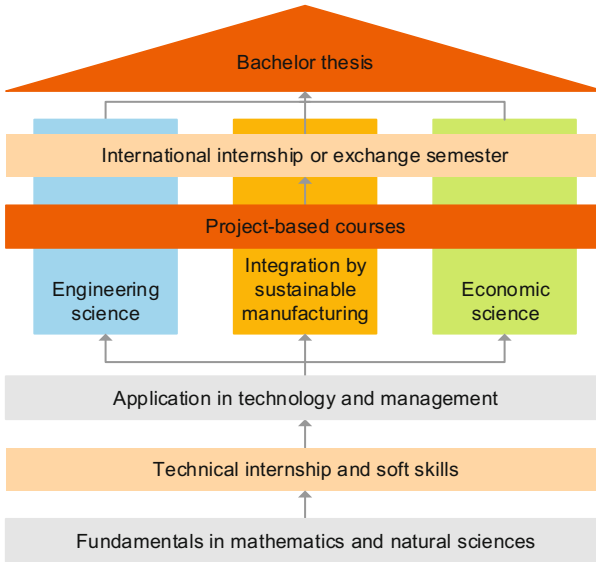 Bachelor thesis
International internship or exchange semester
Project-based courses
Engineering
science
Integration by
sustainable
manufacturing
Economic
science
Application in technology and management
Technical internship and soft skills
Fundamentals in mathematics and natural sciences